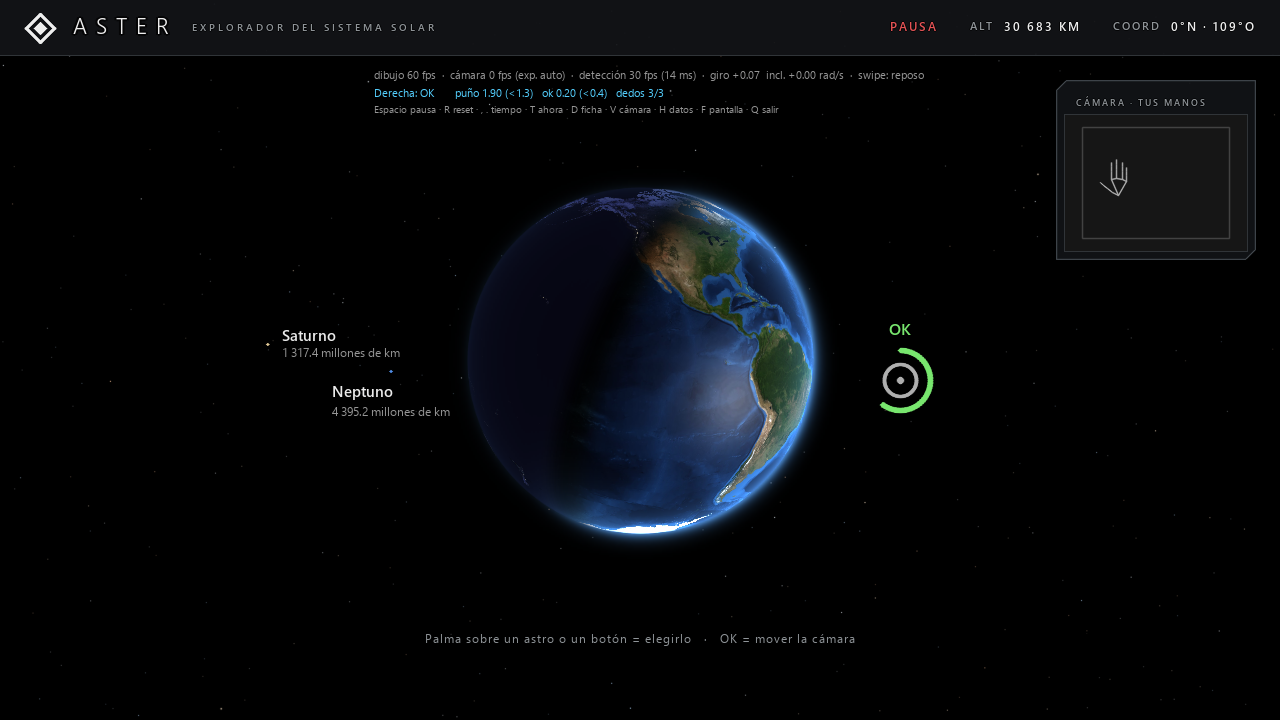 ASTER EXPLORADOR DEL SISTEMA SOLAR PAUSA ALT 30 683 KM COORD 0°N · 109°O
dibujo 60 fps · cámara 0 fps (exp. auto) · detección 30 fps (14 ms) · giro +0.07 incl. +0.00 rad/s · swipe: reposo
Derecha: OK puño 1.90 (<1.3) ok 0.20 (<0.4) dedos 3/3
Espacio pausa · R reset · , . tiempo · T ahora · D ficha · V cámara · H datos · F pantalla · Q salir
CÁMARA · TUS MANOS
Saturno
1 317.4 millones de km
Neptuno
4 395.2 millones de km
OK
Palma sobre un astro o un botón = elegirlo · OK = mover la cámara